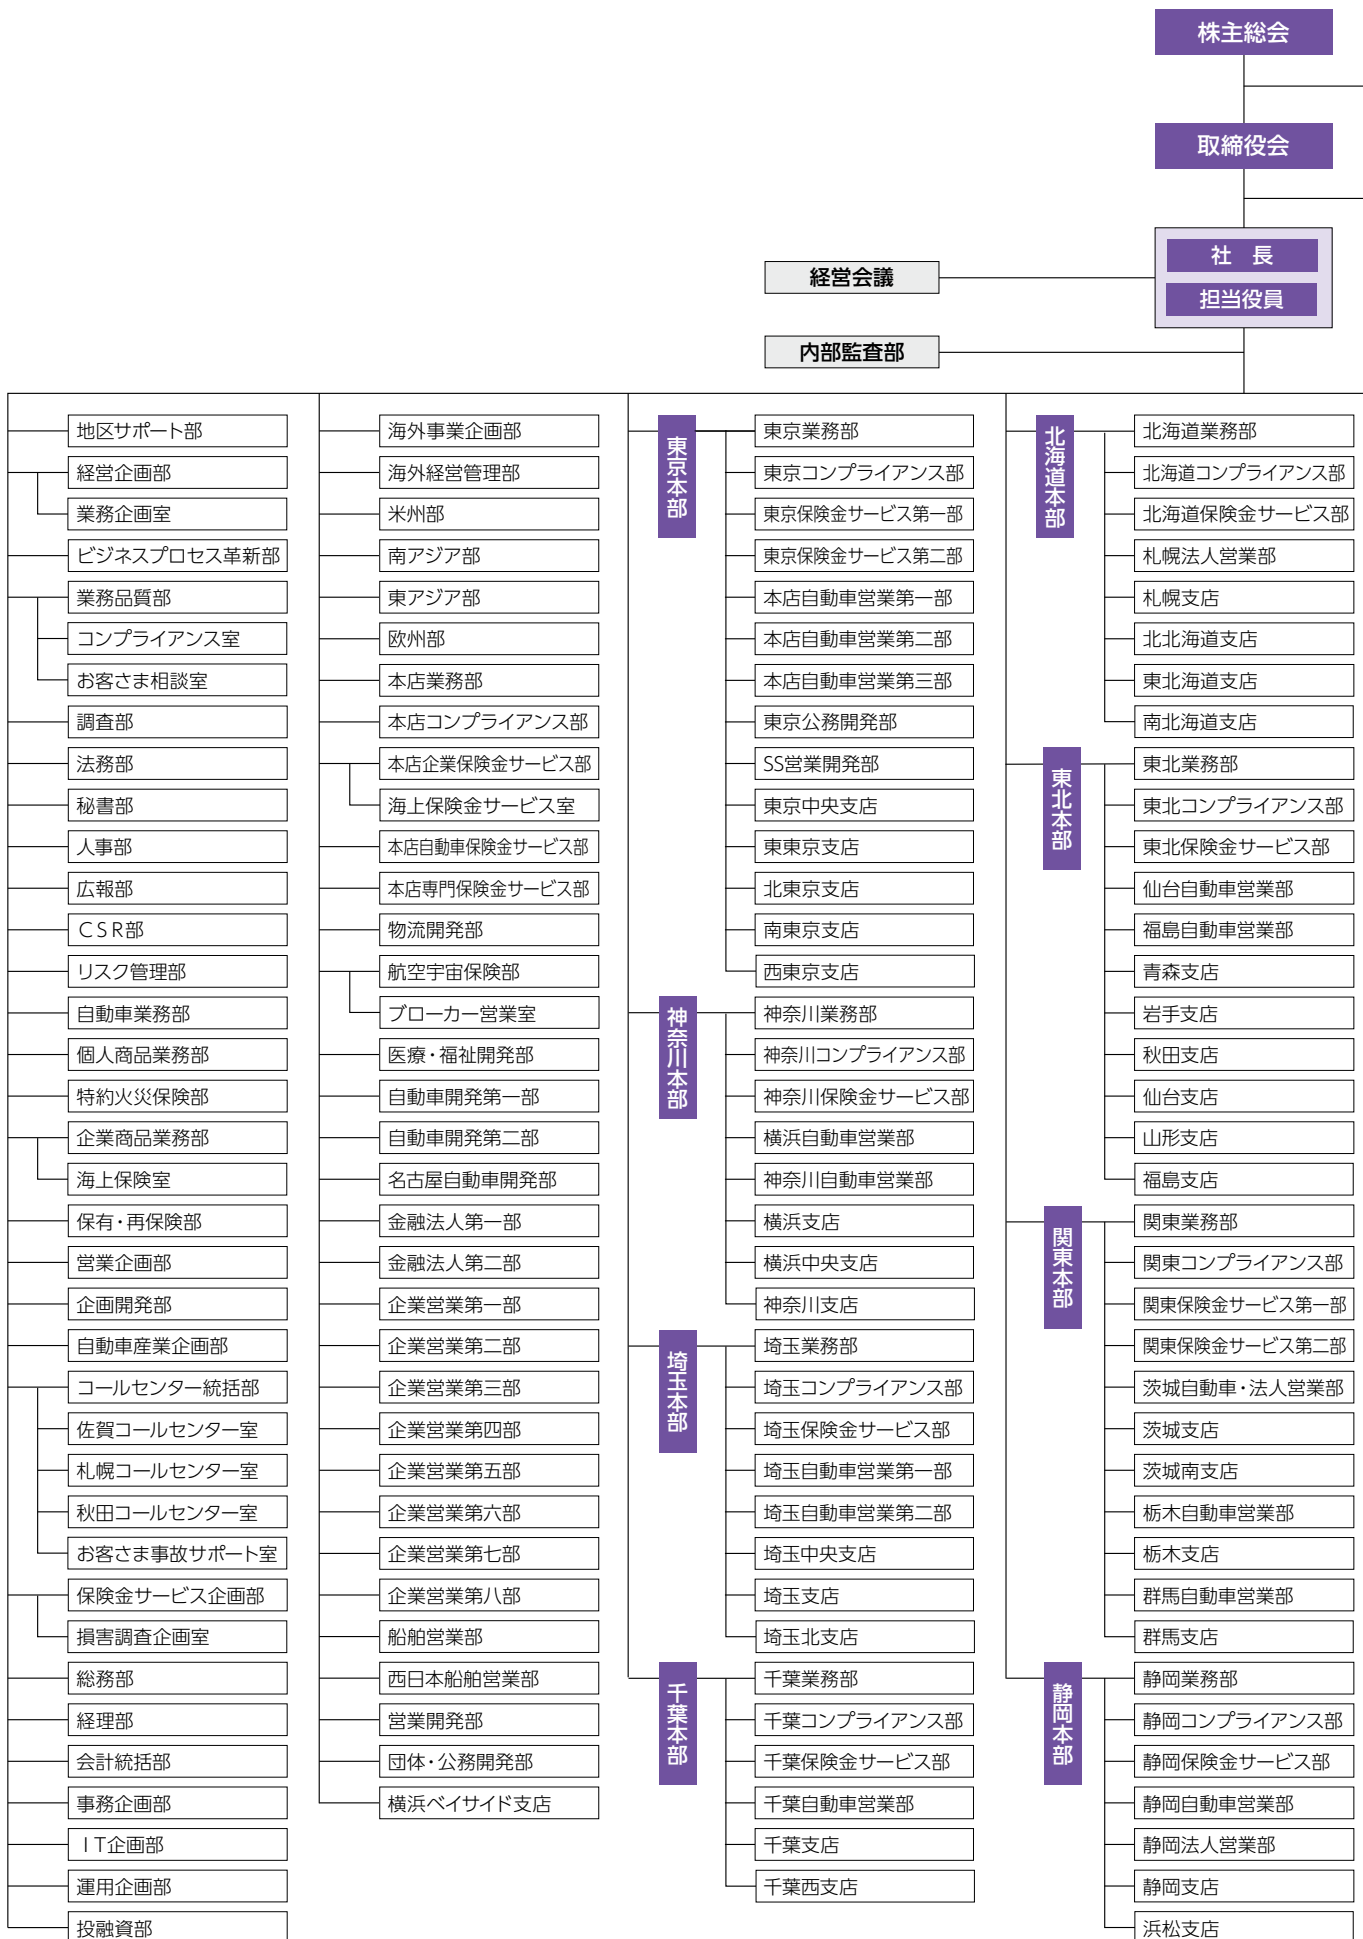 株主総会
取締役会
社　長
担当役員
経営会議
内部監査部
地区サポート部
経営企画部
業務企画室
ビジネスプロセス革新部
業務品質部
コンプライアンス室
お客さま相談室
調査部
法務部
秘書部
人事部
広報部
CSR部
リスク管理部
自動車業務部
個人商品業務部
特約火災保険部
企業商品業務部
海上保険室
保有・再保険部
営業企画部
企画開発部
自動車産業企画部
コールセンター統括部
佐賀コールセンター室
札幌コールセンター室
秋田コールセンター室
お客さま事故サポート室
保険金サービス企画部
損害調査企画室
総務部
経理部
会計統括部
事務企画部
IT企画部
運用企画部
投融資部
海外事業企画部
海外経営管理部
米州部
南アジア部
東アジア部
欧州部
本店業務部
本店コンプライアンス部
本店企業保険金サービス部
海上保険金サービス室
本店自動車保険金サービス部
本店専門保険金サービス部
物流開発部
航空宇宙保険部
ブローカー営業室
医療・福祉開発部
自動車開発第一部
自動車開発第二部
名古屋自動車開発部
金融法人第一部
金融法人第二部
企業営業第一部
企業営業第二部
企業営業第三部
企業営業第四部
企業営業第五部
企業営業第六部
企業営業第七部
企業営業第八部
船舶営業部
西日本船舶営業部
営業開発部
団体・公務開発部
横浜ベイサイド支店
東京本部
東京業務部
東京コンプライアンス部
東京保険金サービス第一部
東京保険金サービス第二部
本店自動車営業第一部
本店自動車営業第二部
本店自動車営業第三部
東京公務開発部
SS営業開発部
東京中央支店
東東京支店
北東京支店
南東京支店
西東京支店
神奈川本部
神奈川業務部
神奈川コンプライアンス部
神奈川保険金サービス部
横浜自動車営業部
神奈川自動車営業部
横浜支店
横浜中央支店
神奈川支店
埼玉本部
埼玉業務部
埼玉コンプライアンス部
埼玉保険金サービス部
埼玉自動車営業第一部
埼玉自動車営業第二部
埼玉中央支店
埼玉支店
埼玉北支店
千葉本部
千葉業務部
千葉コンプライアンス部
千葉保険金サービス部
千葉自動車営業部
千葉支店
千葉西支店
北海道本部
北海道業務部
北海道コンプライアンス部
北海道保険金サービス部
札幌法人営業部
札幌支店
北北海道支店
東北海道支店
南北海道支店
東北本部
東北業務部
東北コンプライアンス部
東北保険金サービス部
仙台自動車営業部
福島自動車営業部
青森支店
岩手支店
秋田支店
仙台支店
山形支店
福島支店
関東本部
関東業務部
関東コンプライアンス部
関東保険金サービス第一部
関東保険金サービス第二部
茨城自動車・法人営業部
茨城支店
茨城南支店
栃木自動車営業部
栃木支店
群馬自動車営業部
群馬支店
静岡本部
静岡業務部
静岡コンプライアンス部
静岡保険金サービス部
静岡自動車営業部
静岡法人営業部
静岡支店
浜松支店